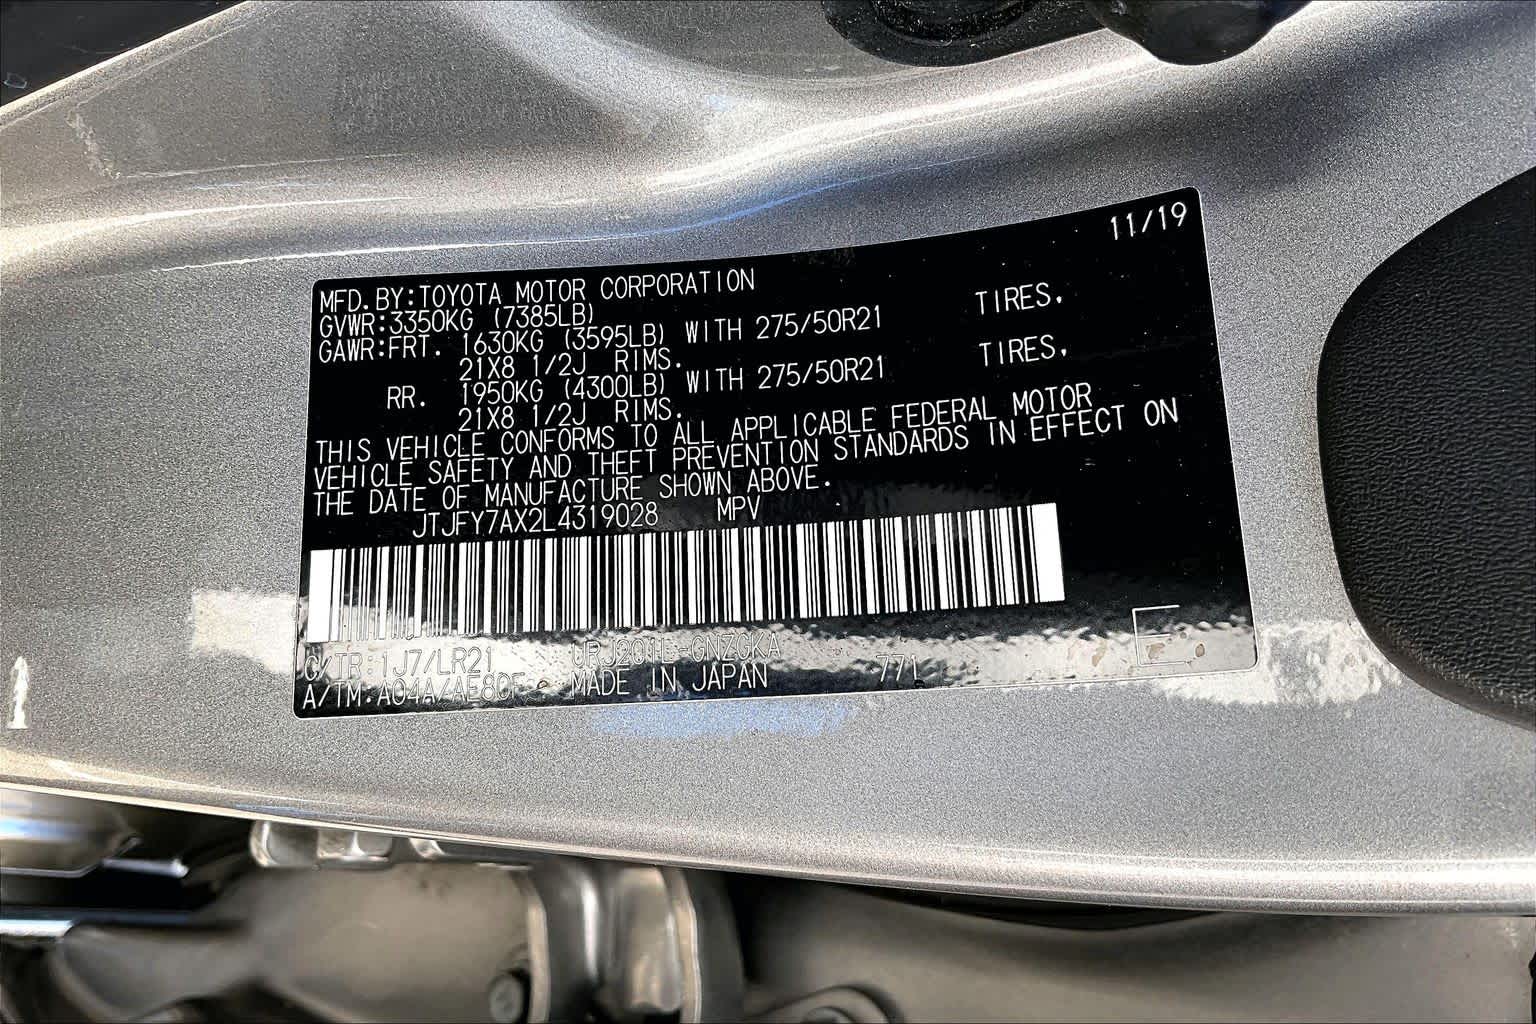 11/19
MFD. BY:TOYOTA MOTOR CORPORATION
GVWR:3350KG (7385LB)
GAWR:FRT. 1630KG (3595LB) WITH 275/50R21 TIRES,
21X8 1/2J RIMS.
RR. 1950KG (4300LB) WITH 275/50R21 TIRES,
21X8 1/2J RIMS.
THIS VEHICLE CONFORMS TO ALL APPLICABLE FEDERAL MOTOR
VEHICLE SAFETY AND THEFT PREVENTION STANDARDS IN EFFECT ON
THE DATE OF MANUFACTURE SHOWN ABOVE.
JTJFY7AX2L4319028 MPV
C/TR:1J7/LR21 URJ201L-GNZGKA 771 E
A/TM:A04A/AE80F MADE IN JAPAN